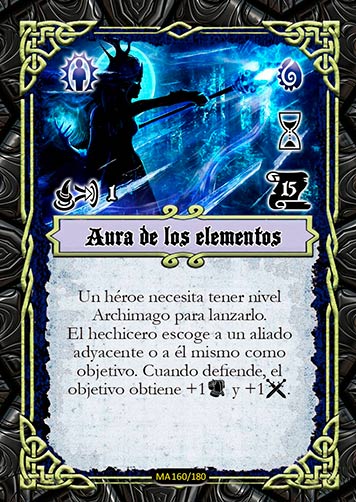 1
15
Aura de los elementos
Un héroe necesita tener nivel
Archimago para lanzarlo.
El hechicero escoge a un aliado
adyacente o a él mismo como
objetivo. Cuando defiende, el
objetivo obtiene +1 y +1.
MA160/180